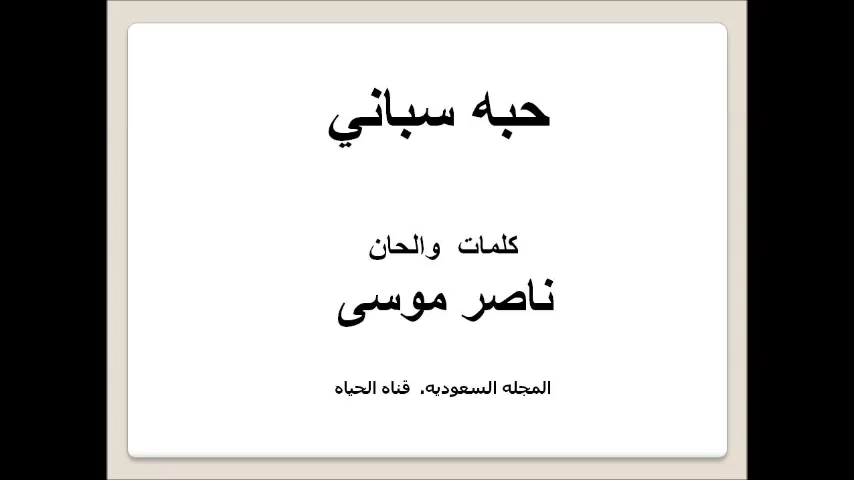 حبه سباني
كلمات والحان
ناصر موسى
المجله السعوديه. قناه الحياه